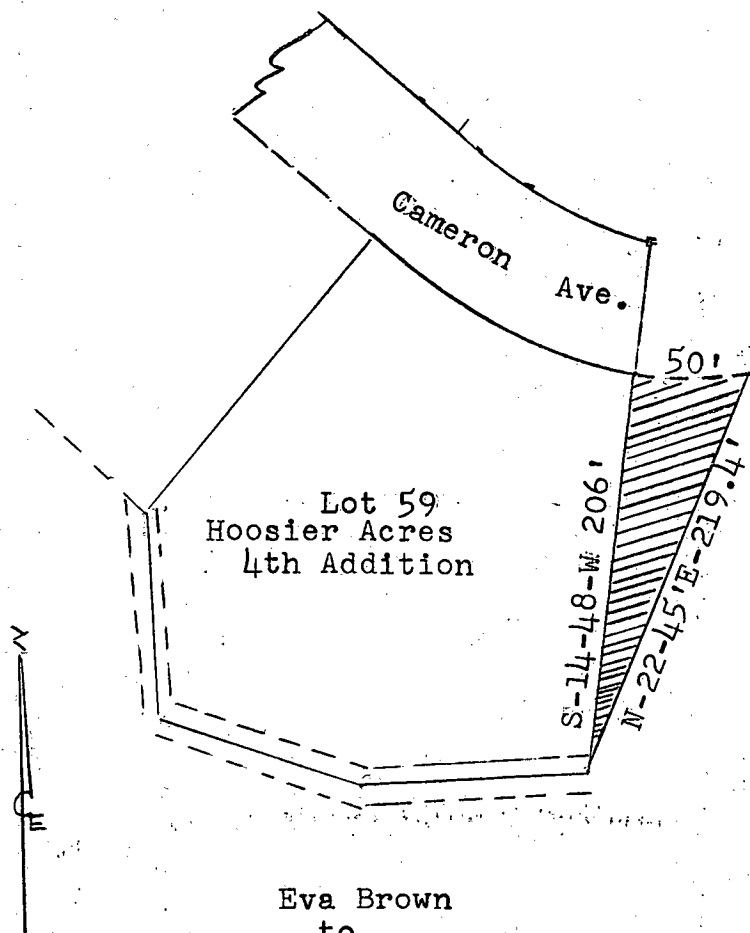 Cameron Ave.
50'
Lot 59
Hoosier Acres
4th Addition
S-14-48-W 206'
N-22-45'E-219.4'
N
E
Eva Brown
to